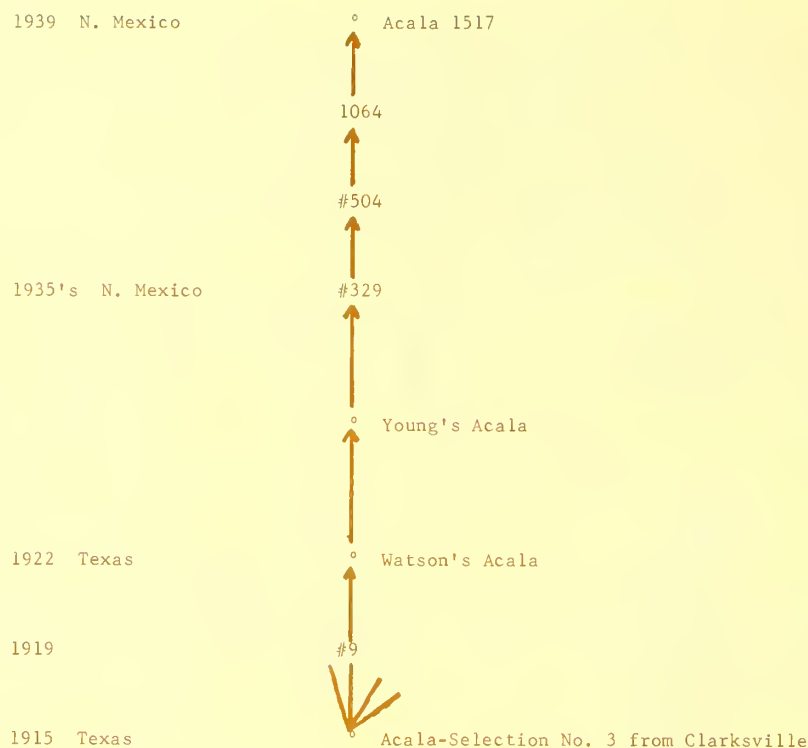 1939 N. Mexico Acala 1517
1064
#504
1935's N. Mexico #329
Young's Acala
1922 Texas Watson's Acala
1919 #9
1915 Texas Acala-Selection No. 3 from Clarksville